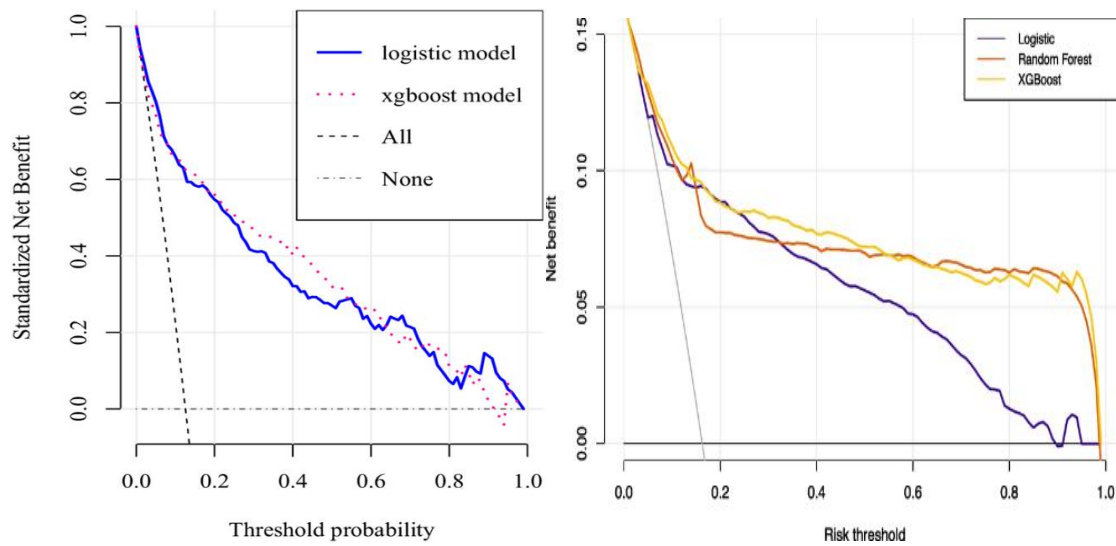 logistic model
xgboost model
All
None
Standardized Net Benefit
1.0
0.8
0.6
0.4
0.2
0.0
0.0 0.2 0.4 0.6 0.8 1.0
Threshold probability
Logistic
Random Forest
XGBoost
Net benefit
0.15
0.10
0.05
0.00
0.0 0.2 0.4 0.6 0.8 1.0
Risk threshold